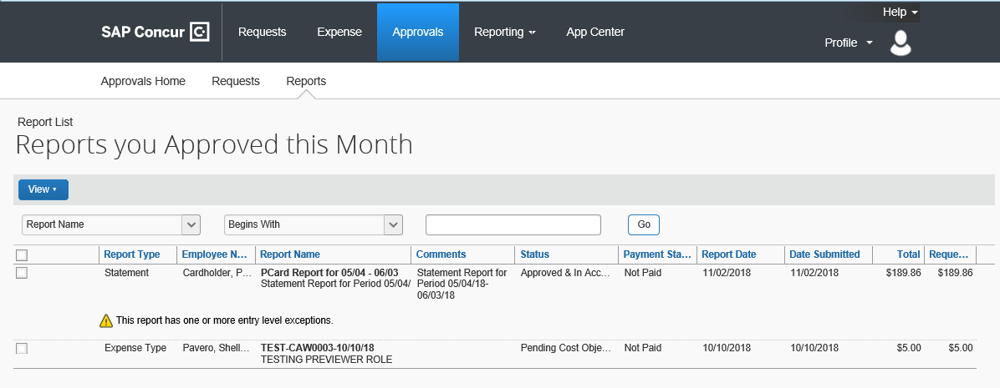 Help
SAP Concur Requests Expense Approvals Reporting App Center
Profile
Approvals Home Requests Reports
Report List
Reports you Approved this Month
View
Report Name Begins With Go
Report Type Employee N... Report Name Comments Status Payment Sta... Report Date Date Submitted Total Reque...
Statement Cardholder, P... PCard Report for 05/04 - 06/03 Statement Report for Approved & In Acc... Not Paid 11/02/2018 11/02/2018 $189.86 $189.86
Statement Report for Period 05/04/ Period 05/04/18-
06/03/18
This report has one or more entry level exceptions.
Expense Type Pavero, Shell... TEST-CAW0003-10/10/18 Pending Cost Obje... Not Paid 10/10/2018 10/10/2018 $5.00 $5.00
TESTING PREVIEWER ROLE